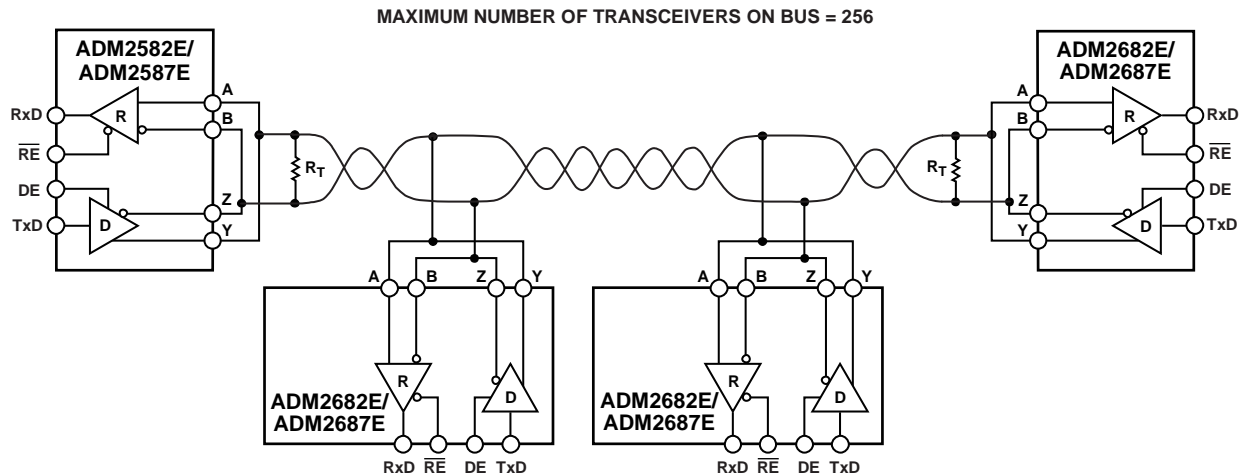 MAXIMUM NUMBER OF TRANSCEIVERS ON BUS = 256
ADM2582E/
ADM2587E
A
B
RxD
R
RE
DE
Z
TxD
D
Y
RT
ADM2682E/
ADM2687E
A
B
R
RxD
RE
DE
Z
D
TxD
Y
RT
A
B
Z
Y
R
D
ADM2682E/
ADM2687E
RxD
RE
DE
TxD
A
B
Z
Y
R
D
ADM2682E/
ADM2687E
RxD
RE
DE
TxD